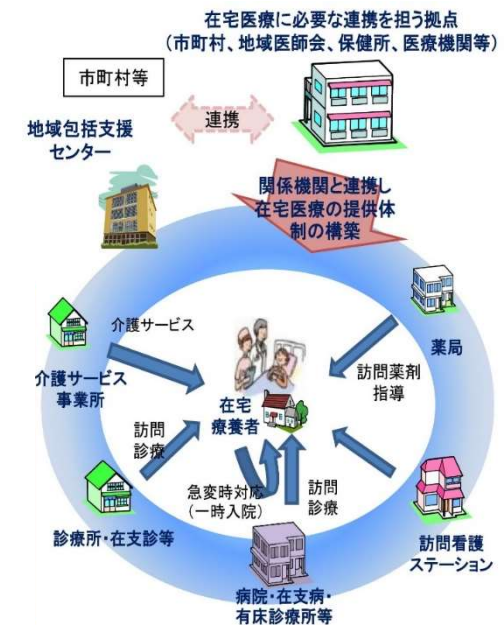 在宅医療に必要な連携を担う拠点
（市町村、地域医師会、保健所、医療機関等）
市町村等
連携
地域包括支援
センター
関係機関と連携し
在宅医療の提供体
制の構築
介護サービス
介護サービス
事業所
薬局
訪問薬剤
指導
在宅
療養者
訪問
診療
急変時対応
（一時入院）
訪問
診療
診療所・在支診等
訪問看護
ステーション
病院・在支病・
有床診療所等